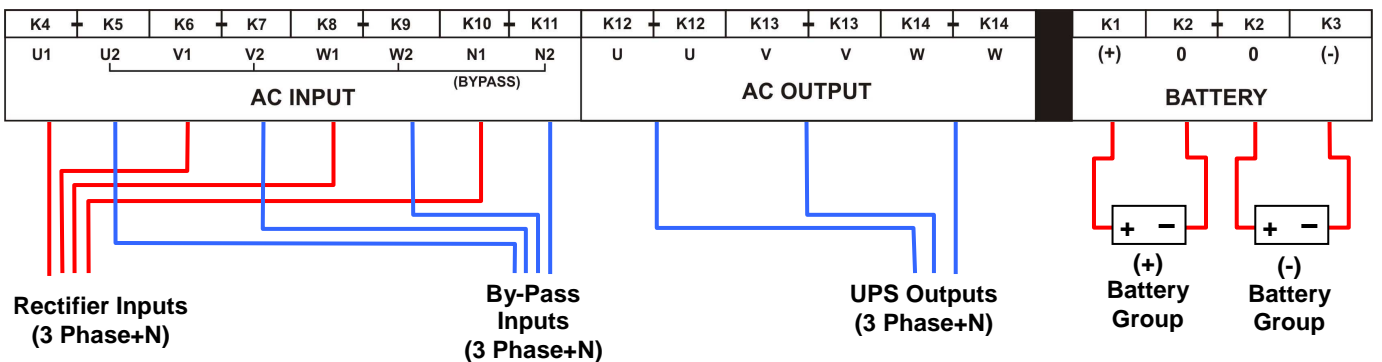 K4 - K5 K6 - K7 K8 - K9 K10 - K11 K12 - K12 K13 - K13 K14 - K14 K1 K2 - K2 K3
U1 U2 V1 V2 W1 W2 N1 N2 U U V V W W (+) 0 0 (-)
(BYPASS)
AC INPUT AC OUTPUT BATTERY
+ − + −
Rectifier Inputs
(3 Phase+N)
By-Pass
Inputs
(3 Phase+N)
UPS Outputs
(3 Phase+N)
(+)
Battery
Group
(-)
Battery
Group